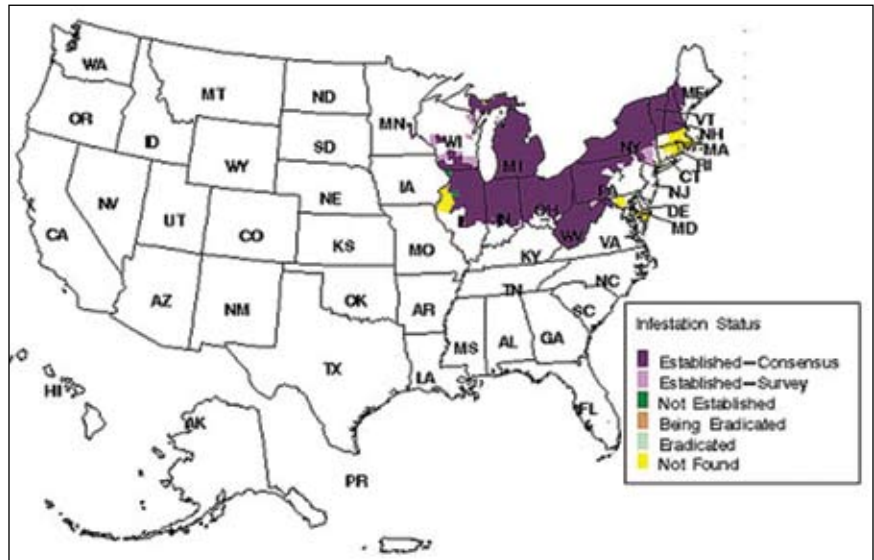 WA
MT
ND
MN
ME
OR
ID
SD
WI
VT
NH
WY
MI
NY
MA
RI
CT
NV
NE
IA
PA
NJ
UT
IN
OH
DE
CA
CO
KS
MO
WV
VA
MD
KY
AZ
NM
OK
AR
TN
NC
SC
MS
AL
GA
TX
LA
FL
HI
AK
PR
Infestation Status
Established—Consensus
Established—Survey
Not Established
Being Eradicated
Eradicated
Not Found